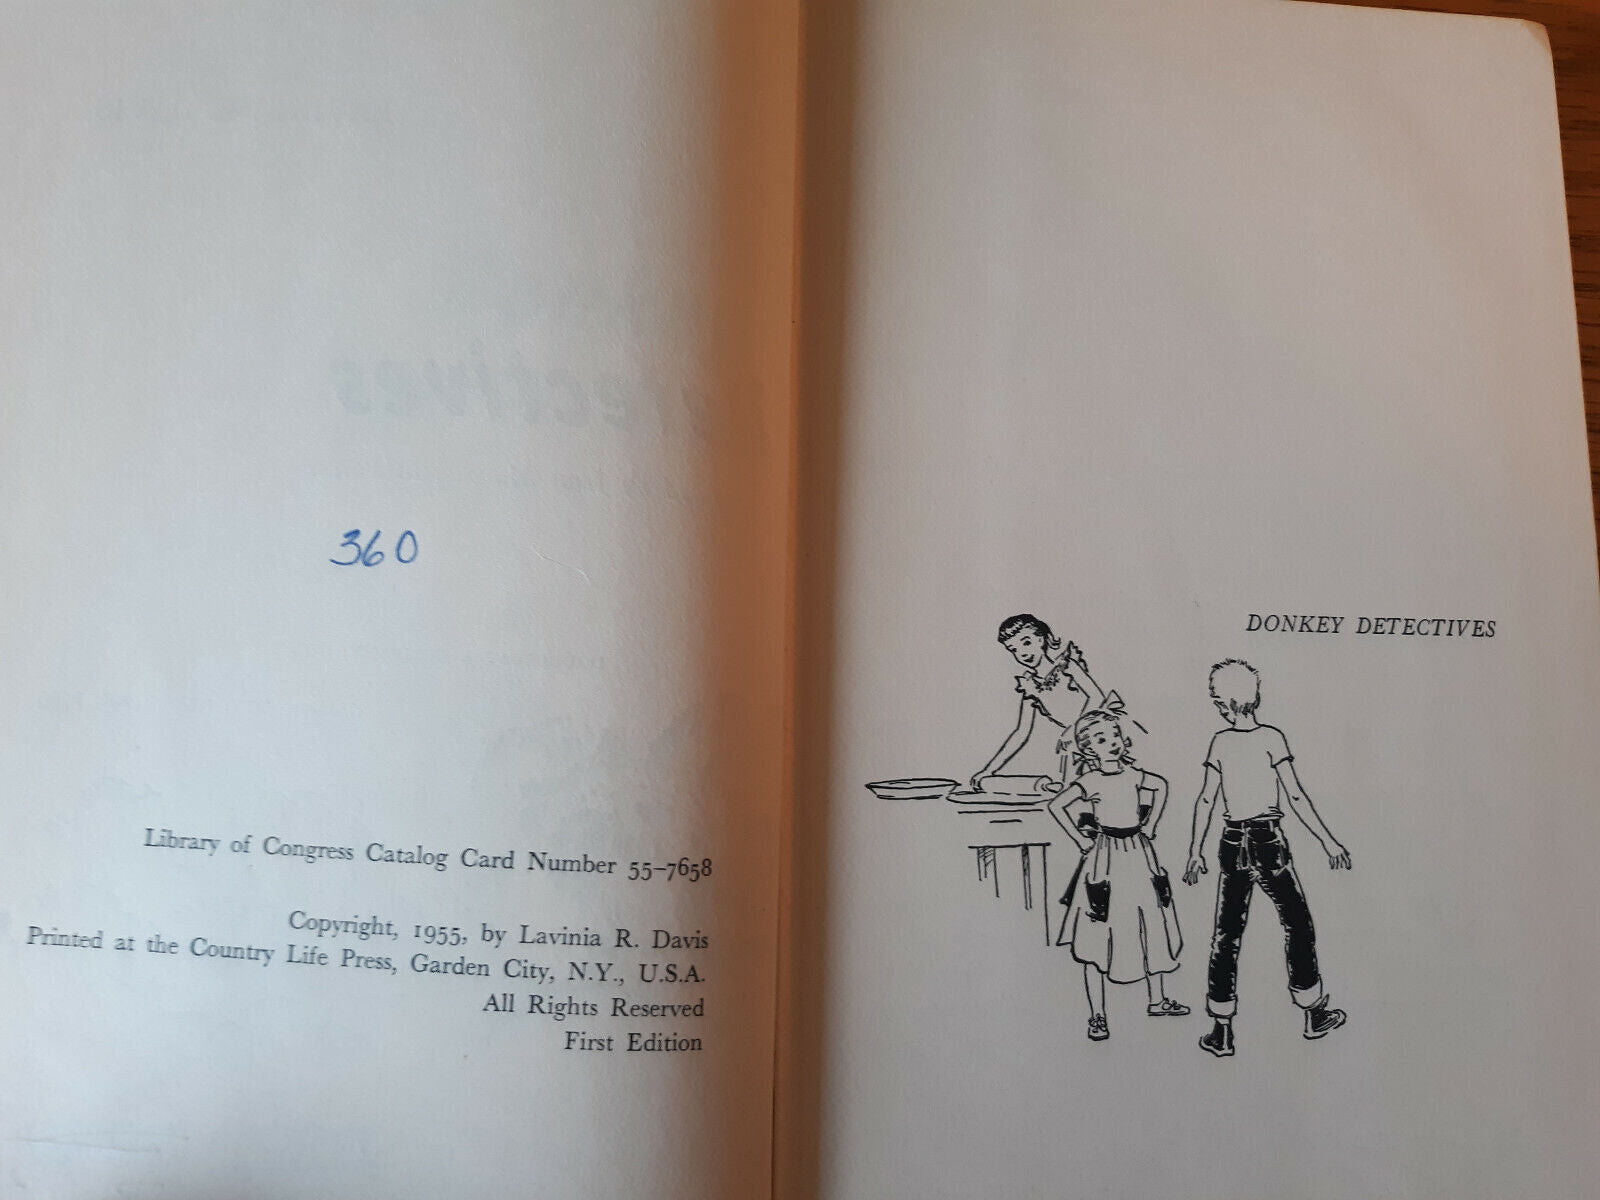 ectives
360
Library of Congress Catalog Card Number 55-7658
Copyright, 1955, by Lavinia R. Davis
Printed at the Country Life Press, Garden City, N.Y., U.S.A.
All Rights Reserved
First Edition
DONKEY DETECTIVES